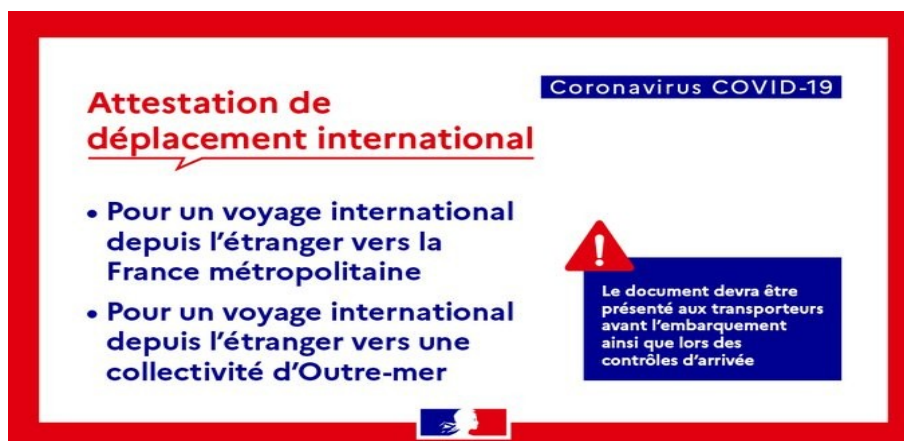 Attestation de
déplacement international
Coronavirus COVID-19
• Pour un voyage international
depuis l'étranger vers la
France métropolitaine
• Pour un voyage international
depuis l'étranger vers une
collectivité d'Outre-mer
!
Le document devra être
présenté aux transporteurs
avant l'embarquement
ainsi que lors des
contrôles d'arrivée